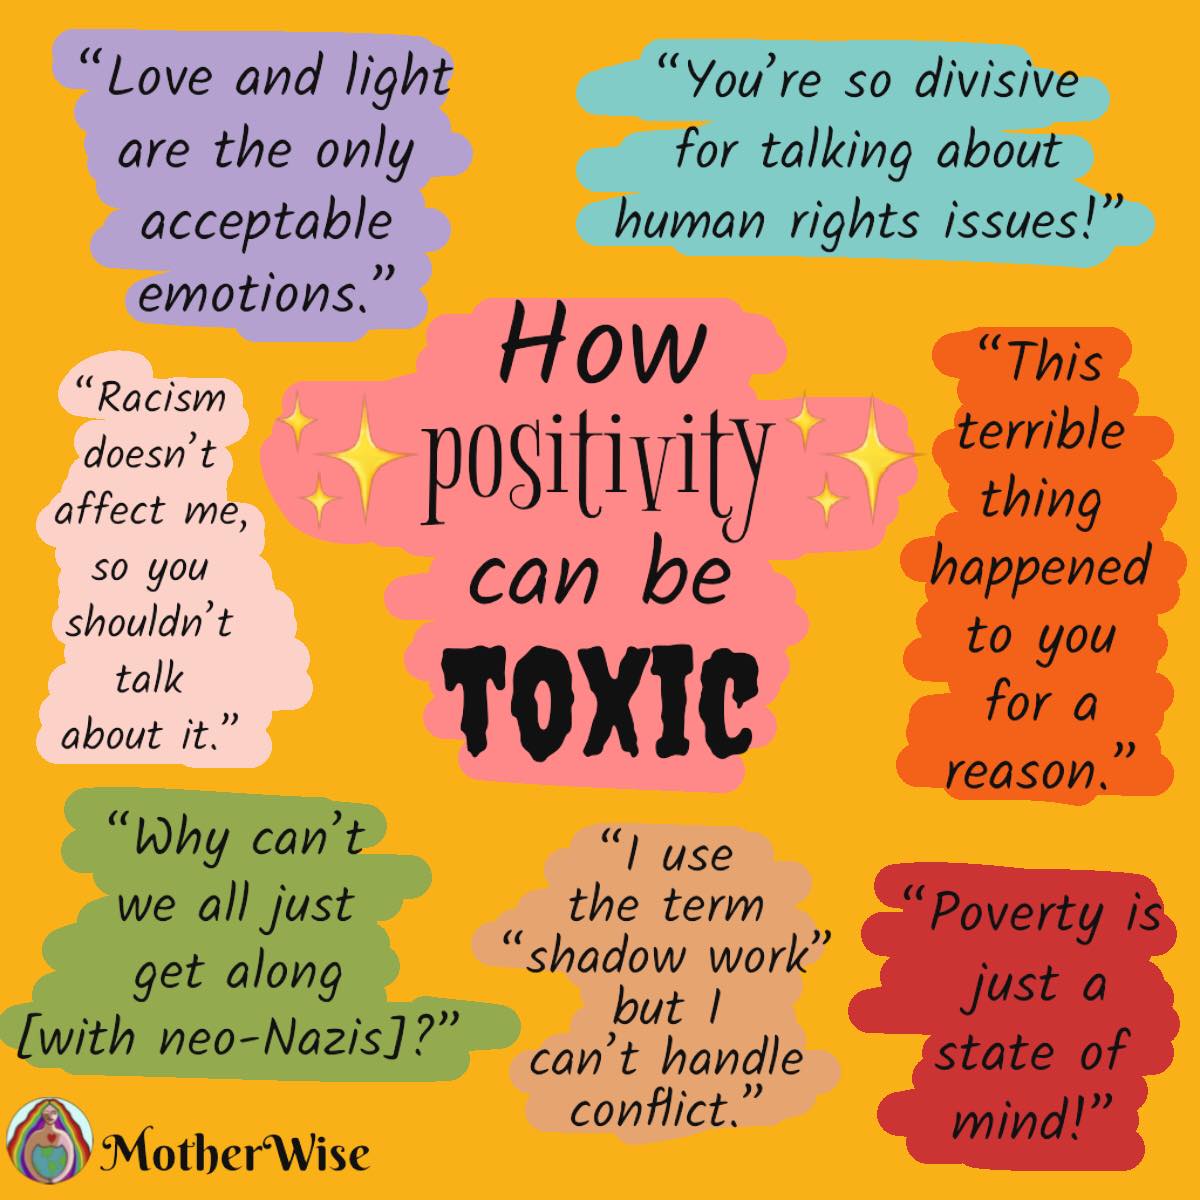 “Love and light
are the only
acceptable
emotions.”
“You’re so divisive
for talking about
human rights issues!”
How
positivity
can be
TOXIC
“Racism
doesn’t
affect me,
so you
shouldn’t
talk
about it.”
“This
terrible
thing
happened
to you
for a
reason.”
“Why can’t
we all just
get along
[with neo-Nazis]?”
“I use
the term
“shadow work”
but I
can’t handle
conflict.”
“Poverty is
just a
state of
mind!”
MotherWise